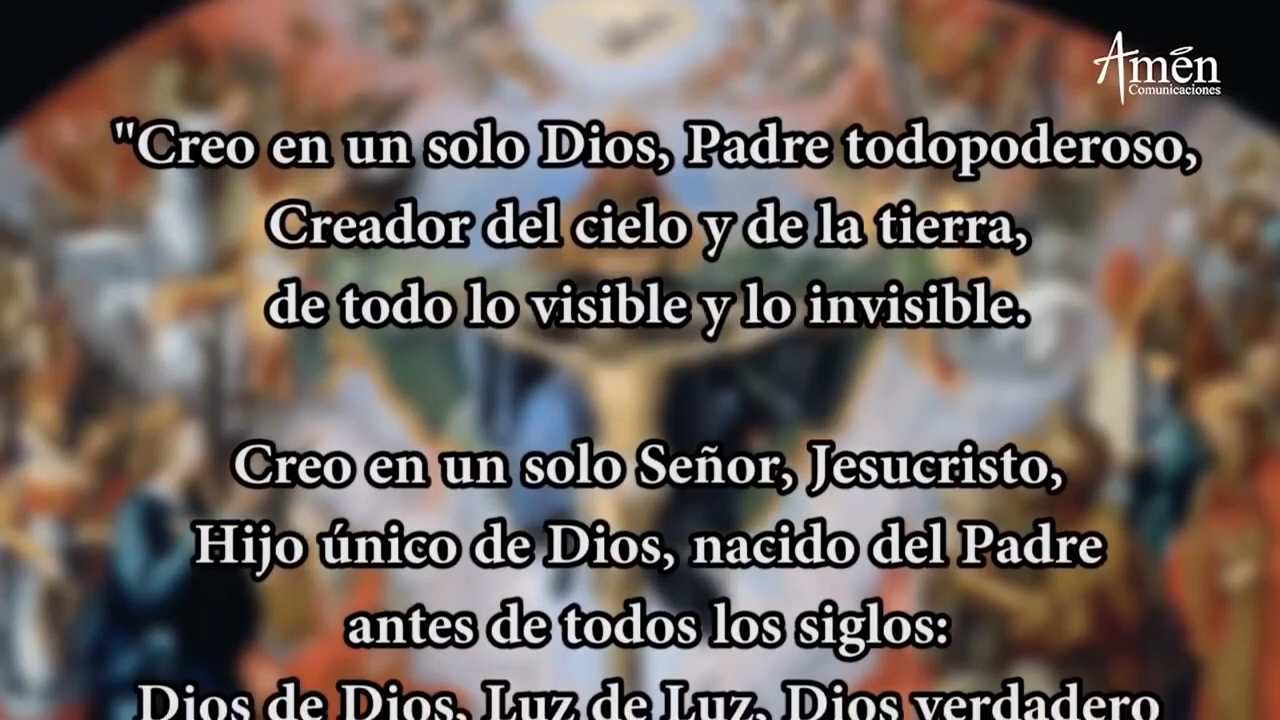 Amén
Comunicaciones
"Creo en un solo Dios, Padre todopoderoso,
Creador del cielo y de la tierra,
de todo lo visible y lo invisible.
Creo en un solo Señor, Jesucristo,
Hijo único de Dios, nacido del Padre
antes de todos los siglos:
Dios de Dios, Luz de Luz, Dios verdadero